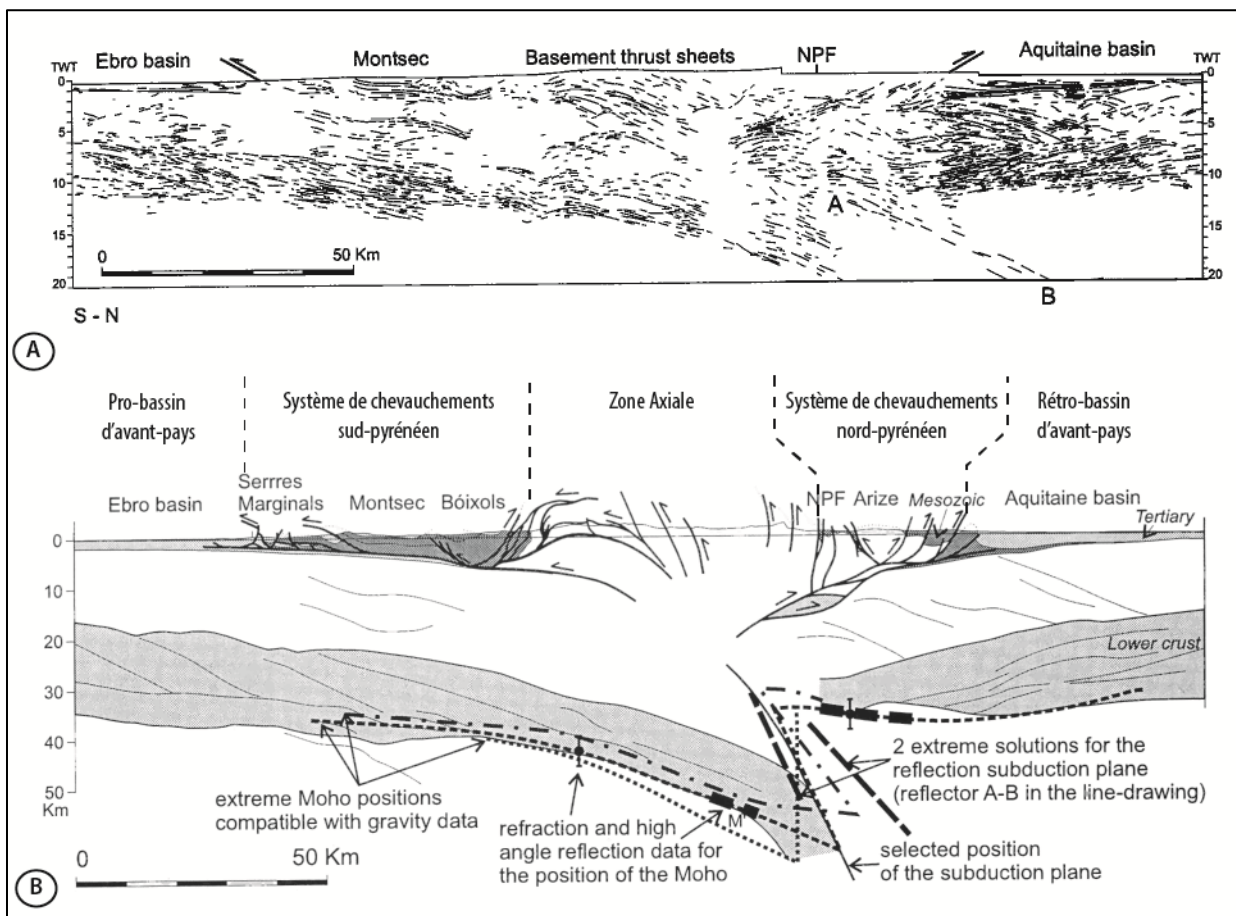 Ebro basin Montsec Basement thrust sheets NPF Aquitaine basin
TWT TWT
0 0
5 5
10 10
15 15
20 20
A
B
0 50 Km
S - N
A
Pro-bassin
d'avant-pays
Système de chevauchements
sud-pyrénéen
Zone Axiale
Système de chevauchements
nord-pyrénéen
Rétro-bassin
d'avant-pays
Ebro basin
Serrres
Marginals
Montsec
Bóixols
NPF Arize Mesozoic Aquitaine basin
Tertiary
0
10
20
30
40
50
Km
Lower crust
extreme Moho positions
compatible with gravity data
refraction and high
angle reflection data for
the position of the Moho
M'
2 extreme solutions for the
reflection subduction plane
(reflector A-B in the line-drawing)
selected position
of the subduction plane
0 50 Km
B